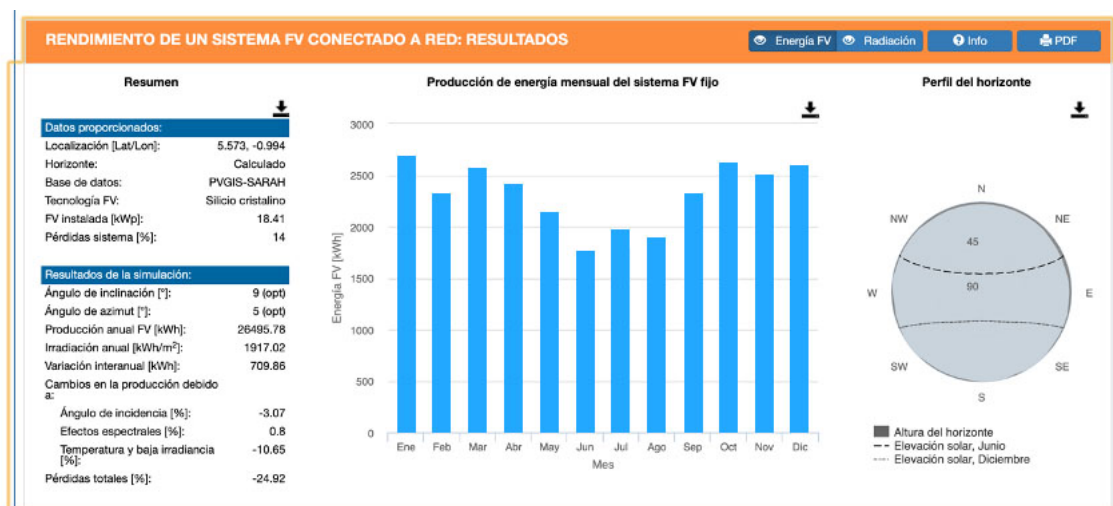 RENDIMIENTO DE UN SISTEMA FV CONECTADO A RED: RESULTADOS
Energía FV
Radiación
Info
PDF
Resumen
Datos proporcionados:
Localización [Lat/Lon]: 5.573, -0.994
Horizonte: Calculado
Base de datos: PVGIS-SARAH
Tecnología FV: Silicio cristalino
FV instalada [kWp]: 18.41
Pérdidas sistema [%]: 14
Resultados de la simulación:
Ángulo de inclinación [°]: 9 (opt)
Ángulo de azimut [°]: 5 (opt)
Producción anual FV [kWh]: 26495.78
Irradiación anual [kWh/m²]: 1917.02
Variación interanual [kWh]: 709.86
Cambios en la producción debido
a:
Ángulo de incidencia [%]: -3.07
Efectos espectrales [%]: 0.8
Temperatura y baja irradiancia -10.65
[%]:
Pérdidas totales [%]: -24.92
Producción de energía mensual del sistema FV fijo
Energía FV [kWh]
3000
2500
2000
1500
1000
500
0
Ene Feb Mar Abr May Jun Jul Ago Sep Oct Nov Dic
Mes
Perfil del horizonte
N
NW NE
45
90
W E
SW SE
S
Altura del horizonte
Elevación solar, Junio
Elevación solar, Diciembre